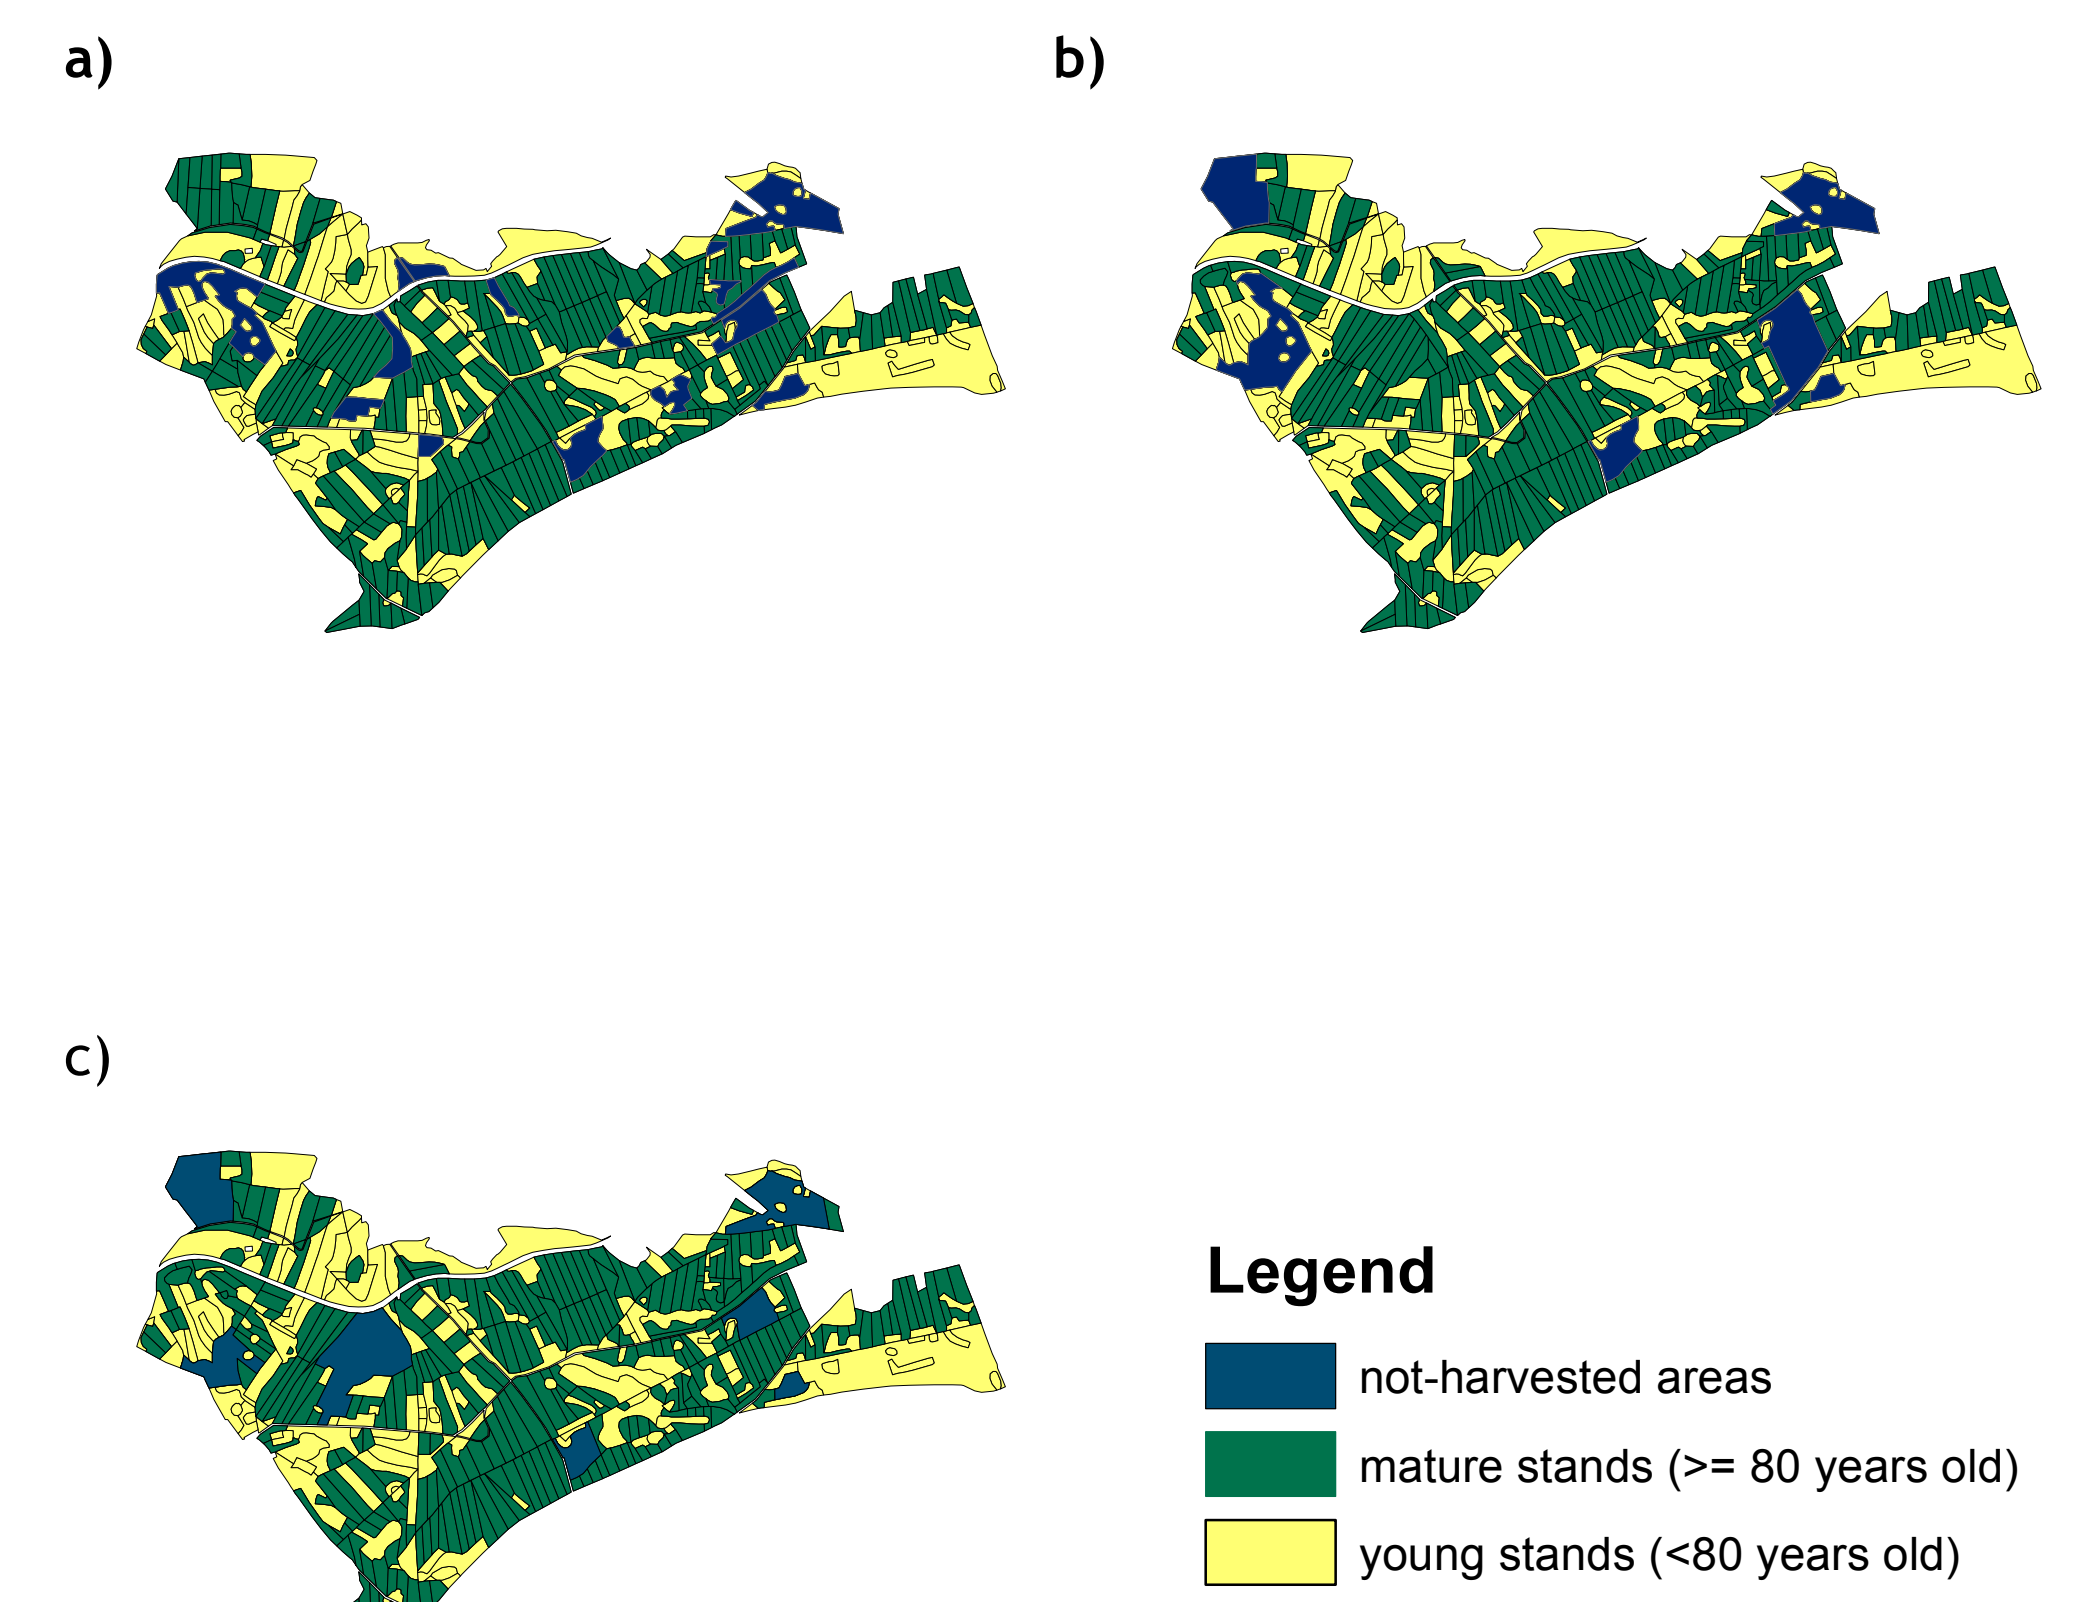 a)
b)
c)
Legend
not-harvested areas
mature stands (>= 80 years old)
young stands (<80 years old)